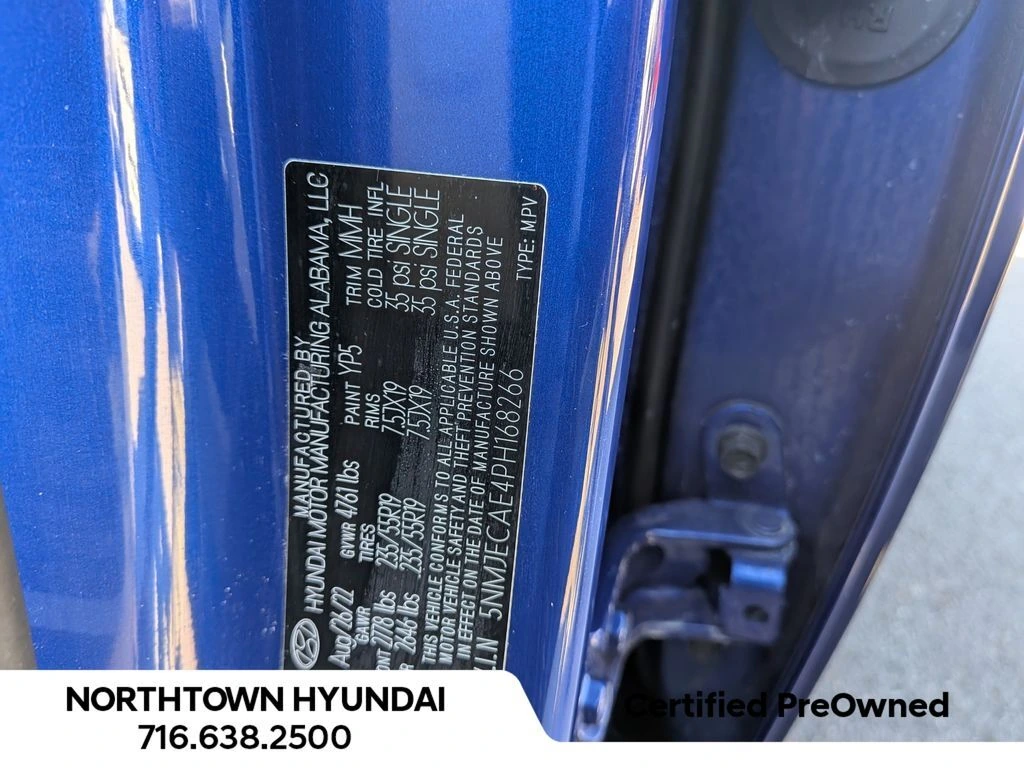 MANUFACTURED BY
HYUNDAI MOTOR MANUFACTURING ALABAMA, LLC
Aug/26/22 GVWR 4761 lbs PAINT YP5 TRIM MMH
GAWR TIRES RIMS COLD TIRE INFL
2778 lbs 235/55R19 7.5JX19 35 psi SINGLE
2646 lbs 235/55R19 7.5JX19 35 psi SINGLE
THIS VEHICLE CONFORMS TO ALL APPLICABLE U.S.A. FEDERAL
MOTOR VEHICLE SAFETY AND THEFT PREVENTION STANDARDS
IN EFFECT ON THE DATE OF MANUFACTURE SHOWN ABOVE
V.I.N 5NMJECAE4PH168266 TYPE: MPV
RH
NORTHTOWN HYUNDAI
716.638.2500
Certified PreOwned